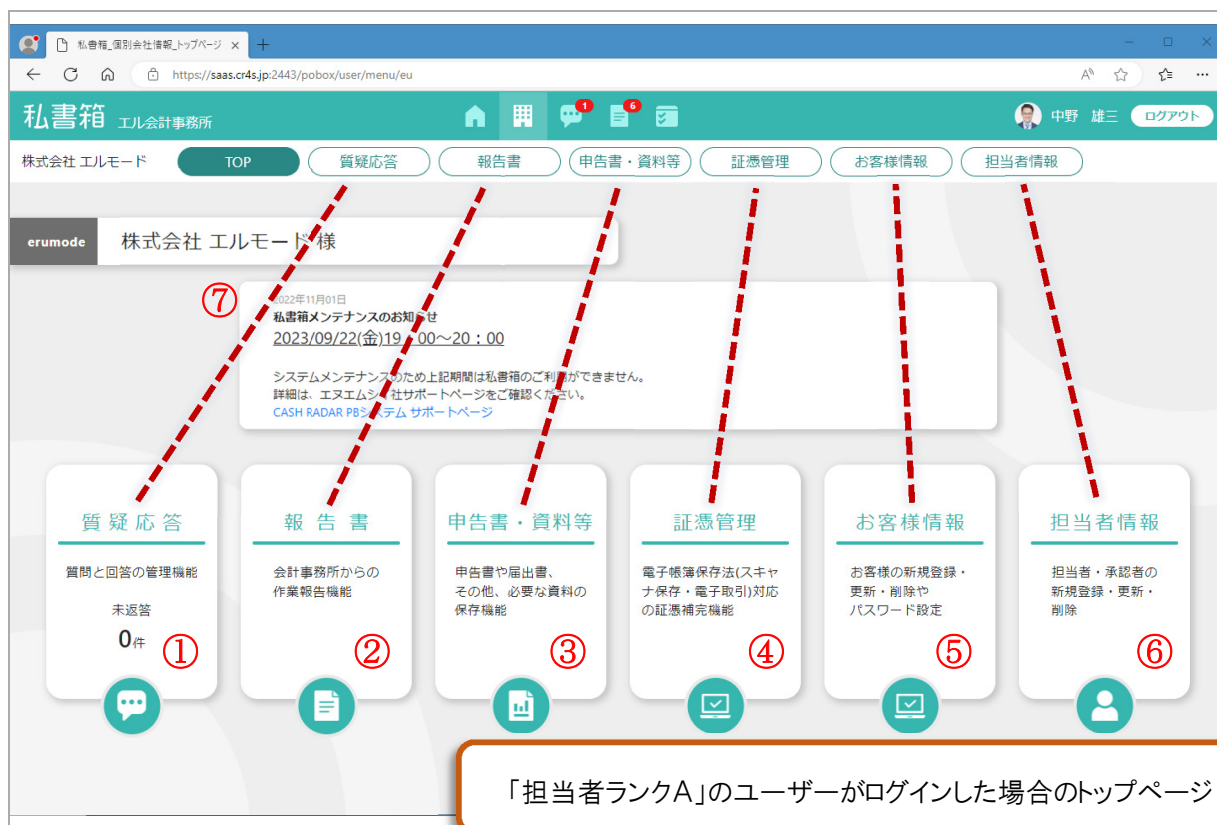 私書箱_個別会社情報_トップページ
https://saas.cr4s.jp:2443/pobox/user/menu/eu
私書箱 エル会計事務所
1
6
中野 雄三 ログアウト
株式会社 エルモード TOP 質疑応答 報告書 申告書・資料等 証憑管理 お客様情報 担当者情報
erumode 株式会社 エルモード 様
⑦
2022年11月01日
私書箱メンテナンスのお知らせ
2023/09/22(金)19:00～20:00
システムメンテナンスのため上記期間は私書箱のご利用ができません。
詳細は、エヌエムシイ社サポートページをご確認ください。
CASH RADAR PBシステム サポートページ
質疑応答
質問と回答の管理機能
未返答
0件
①
報告書
会計事務所からの
作業報告機能
②
申告書・資料等
申告書や届出書、
その他、必要な資料の
保存機能
③
証憑管理
電子帳簿保存法(スキャ
ナ保存・電子取引)対応
の証憑補完機能
④
お客様情報
お客様の新規登録・
更新・削除や
パスワード設定
⑤
担当者情報
担当者・承認者の
新規登録・更新・
削除
⑥
「担当者ランクA」のユーザーがログインした場合のトップページ